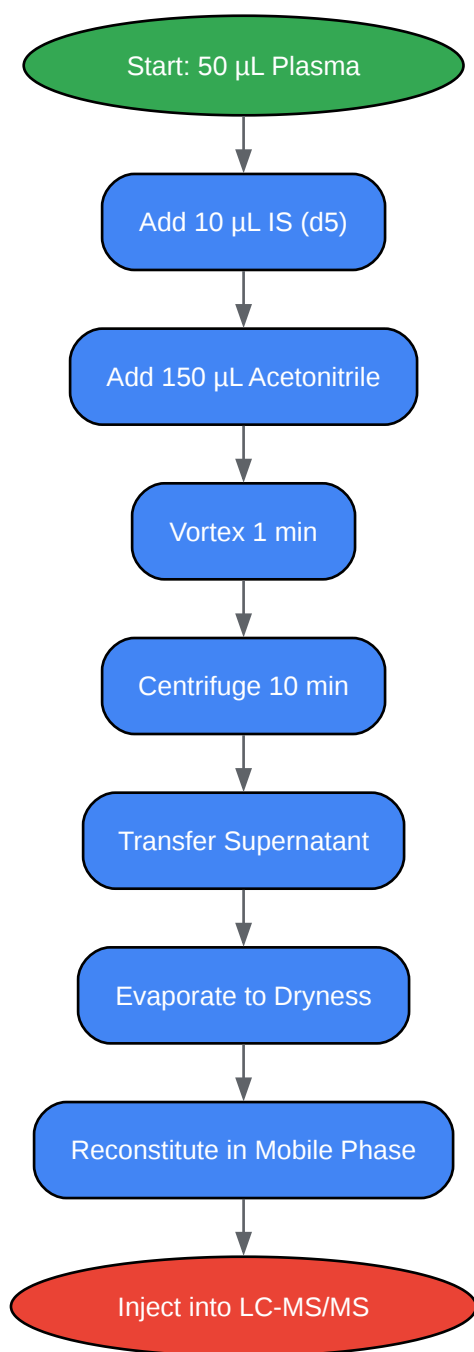 Start: 50 µL Plasma
Add 10 µL IS (d5)
Add 150 µL Acetonitrile
Vortex 1 min
Centrifuge 10 min
Transfer Supernatant
Evaporate to Dryness
Reconstitute in Mobile Phase
Inject into LC-MS/MS